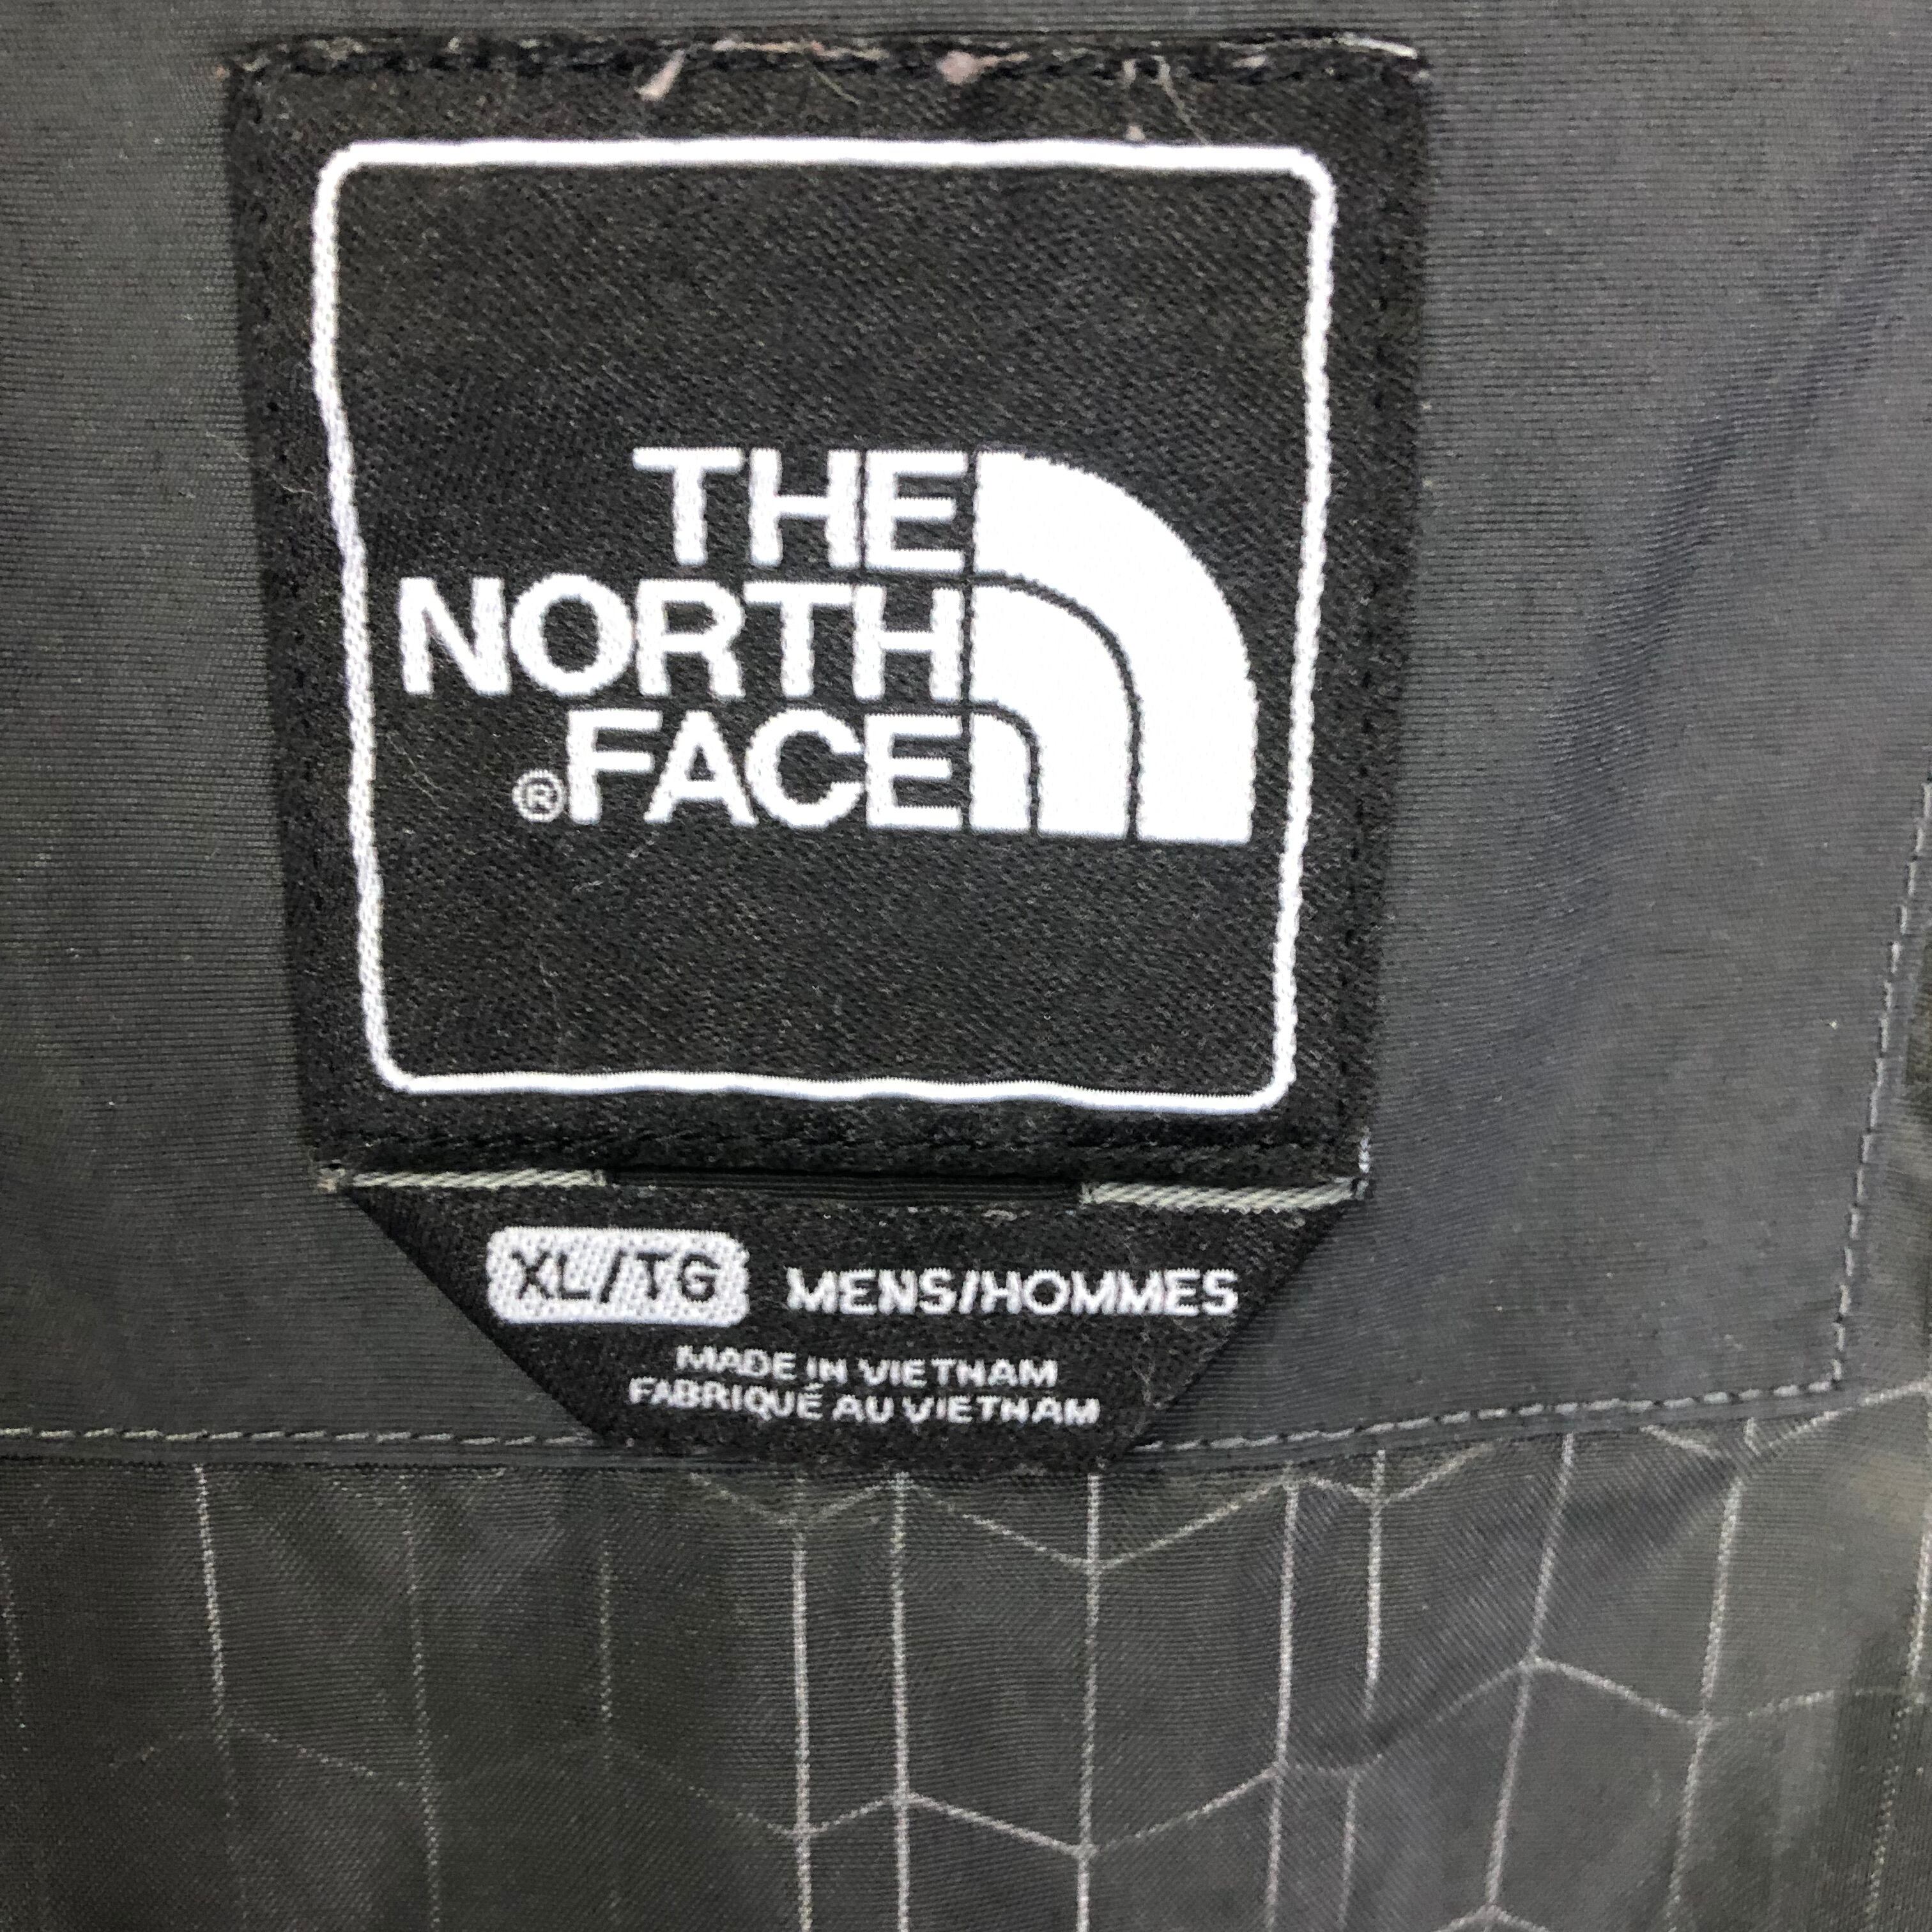 THE
NORTH
®FACE
XL/TG MENS/HOMMES
MADE IN VIETNAM
FABRIQUÉ AU VIETNAM